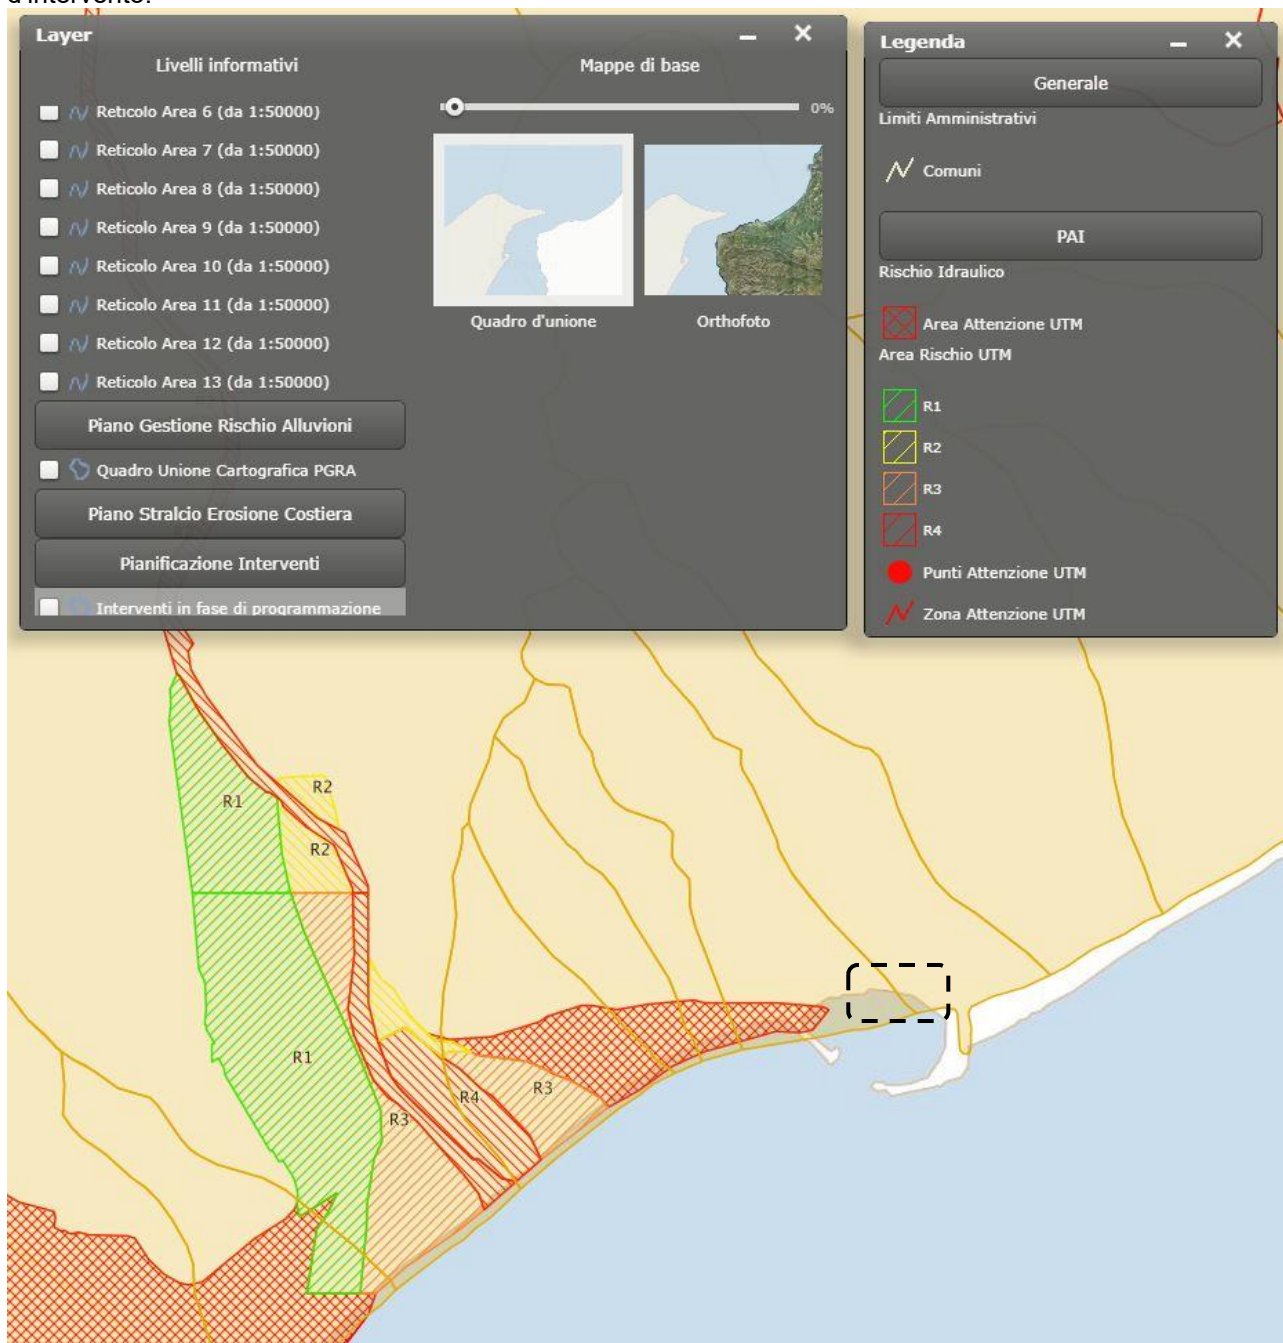 d'intervento.
Layer
Livelli informativi
Mappe di base
Reticolo Area 6 (da 1:50000)
Reticolo Area 7 (da 1:50000)
Reticolo Area 8 (da 1:50000)
Reticolo Area 9 (da 1:50000)
Reticolo Area 10 (da 1:50000)
Reticolo Area 11 (da 1:50000)
Reticolo Area 12 (da 1:50000)
Reticolo Area 13 (da 1:50000)
Piano Gestione Rischio Alluvioni
Quadro Unione Cartografica PGRA
Piano Stralcio Erosione Costiera
Pianificazione Interventi
Interventi in fase di programmazione
0%
Quadro d'unione
Orthofoto
Legenda
Generale
Limiti Amministrativi
Comuni
PAI
Rischio Idraulico
Area Attenzione UTM
Area Rischio UTM
R1
R2
R3
R4
Punti Attenzione UTM
Zona Attenzione UTM
R2
R1
R2
R1
R3
R4
R3